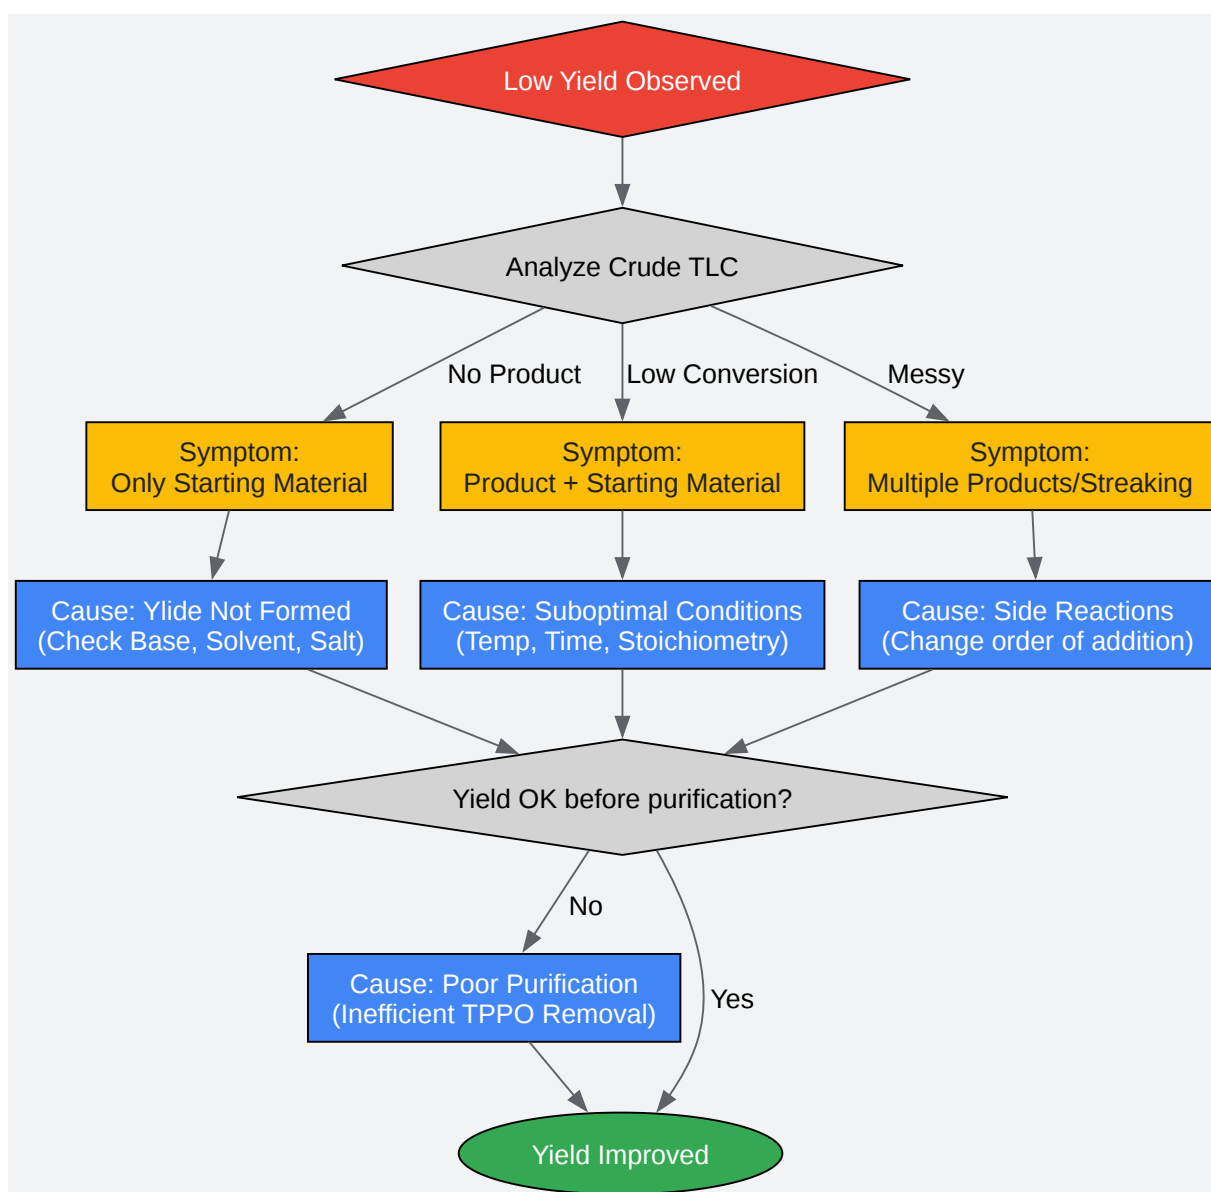 Low Yield Observed
Analyze Crude TLC
No Product
Low Conversion
Messy
Symptom:
Only Starting Material
Symptom:
Product + Starting Material
Symptom:
Multiple Products/Streaking
Cause: Ylide Not Formed
(Check Base, Solvent, Salt)
Cause: Suboptimal Conditions
(Temp, Time, Stoichiometry)
Cause: Side Reactions
(Change order of addition)
Yield OK before purification?
No
Cause: Poor Purification
(Inefficient TPPO Removal)
Yes
Yield Improved